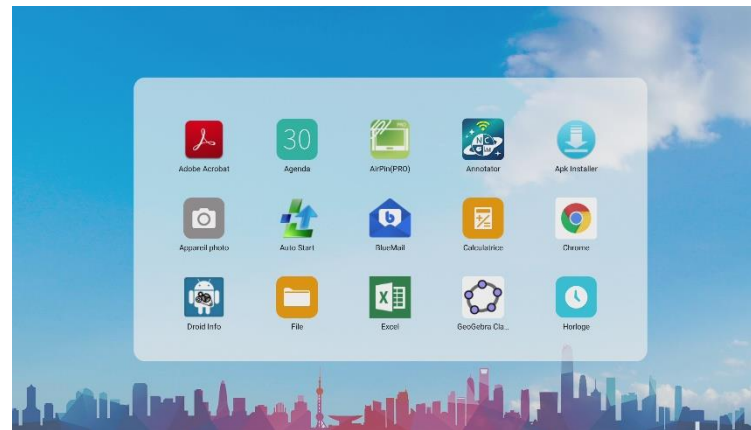 30
Adobe Acrobat
Agenda
AirPin(PRO)
Annotator
Apk Installer
Appareil photo
Auto Start
BlueMail
Calculatrice
Chrome
Droid Info
File
Excel
GeoGebra Cla...
Horloge